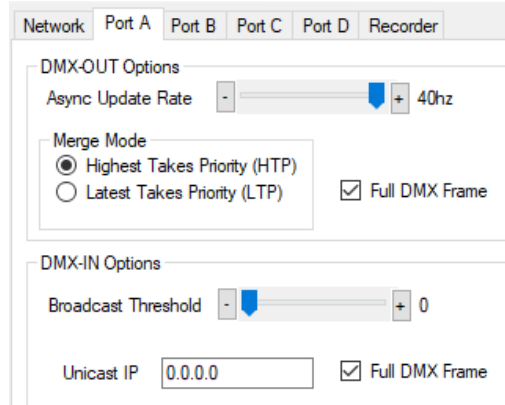 Network Port A Port B Port C Port D Recorder
DMX-OUT Options
Async Update Rate - + 40hz
Merge Mode
Highest Takes Priority (HTP)
Latest Takes Priority (LTP)
Full DMX Frame
DMX-IN Options
Broadcast Threshold - + 0
Unicast IP 0.0.0.0 Full DMX Frame